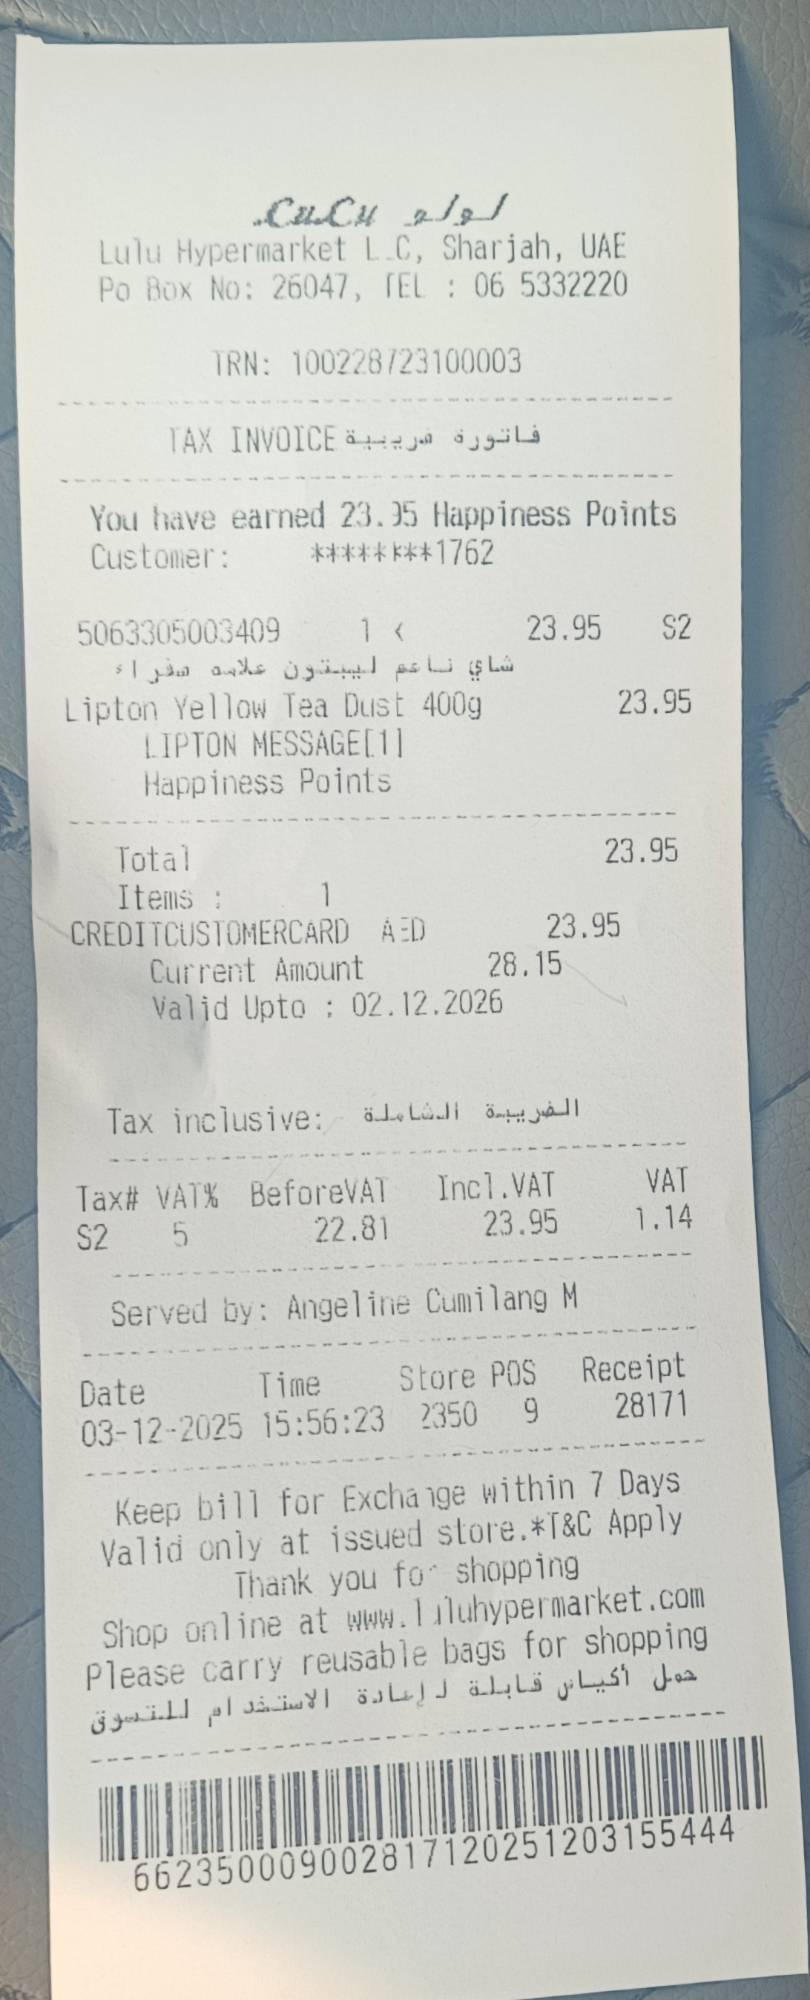 لولو LuLu
Lulu Hypermarket L.C, Sharjah, UAE
Po Box No: 26047, TEL : 06 5332220
TRN: 100228723100003
TAX INVOICE فاتورة ضريبية
You have earned 23.95 Happiness Points
Customer: ********1762
5063305003409 1 x 23.95 S2
شاي ناعم ليبتون علامه صفراء
Lipton Yellow Tea Dust 400g 23.95
LIPTON MESSAGE[1]
Happiness Points
Total 23.95
Items : 1
CREDITCUSTOMERCARD AED 23.95
Current Amount 28.15
Valid Upto : 02.12.2026
Tax inclusive: الضريبة الشاملة
Tax# VAT% BeforeVAT Incl.VAT VAT
S2 5 22.81 23.95 1.14
Served by: Angeline Cumilang M
Date Time Store POS Receipt
03-12-2025 15:56:23 2350 9 28171
Keep bill for Exchange within 7 Days
Valid only at issued store.*T&C Apply
Thank you for shopping
Shop online at www.luluhypermarket.com
Please carry reusable bags for shopping
حمل أكياس قابلة لإعادة الاستخدام للتسوق
662350009002817120251203155444